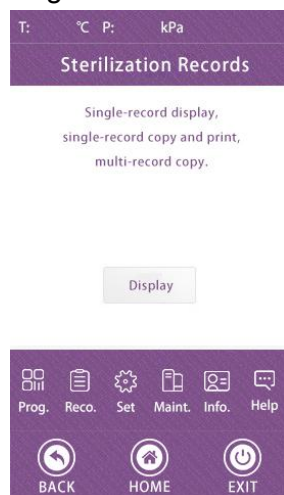 T: ℃ P: kPa
Sterilization Records
Single-record display,
single-record copy and print,
multi-record copy.
Display
Prog. Reco. Set Maint. Info. Help
BACK HOME EXIT